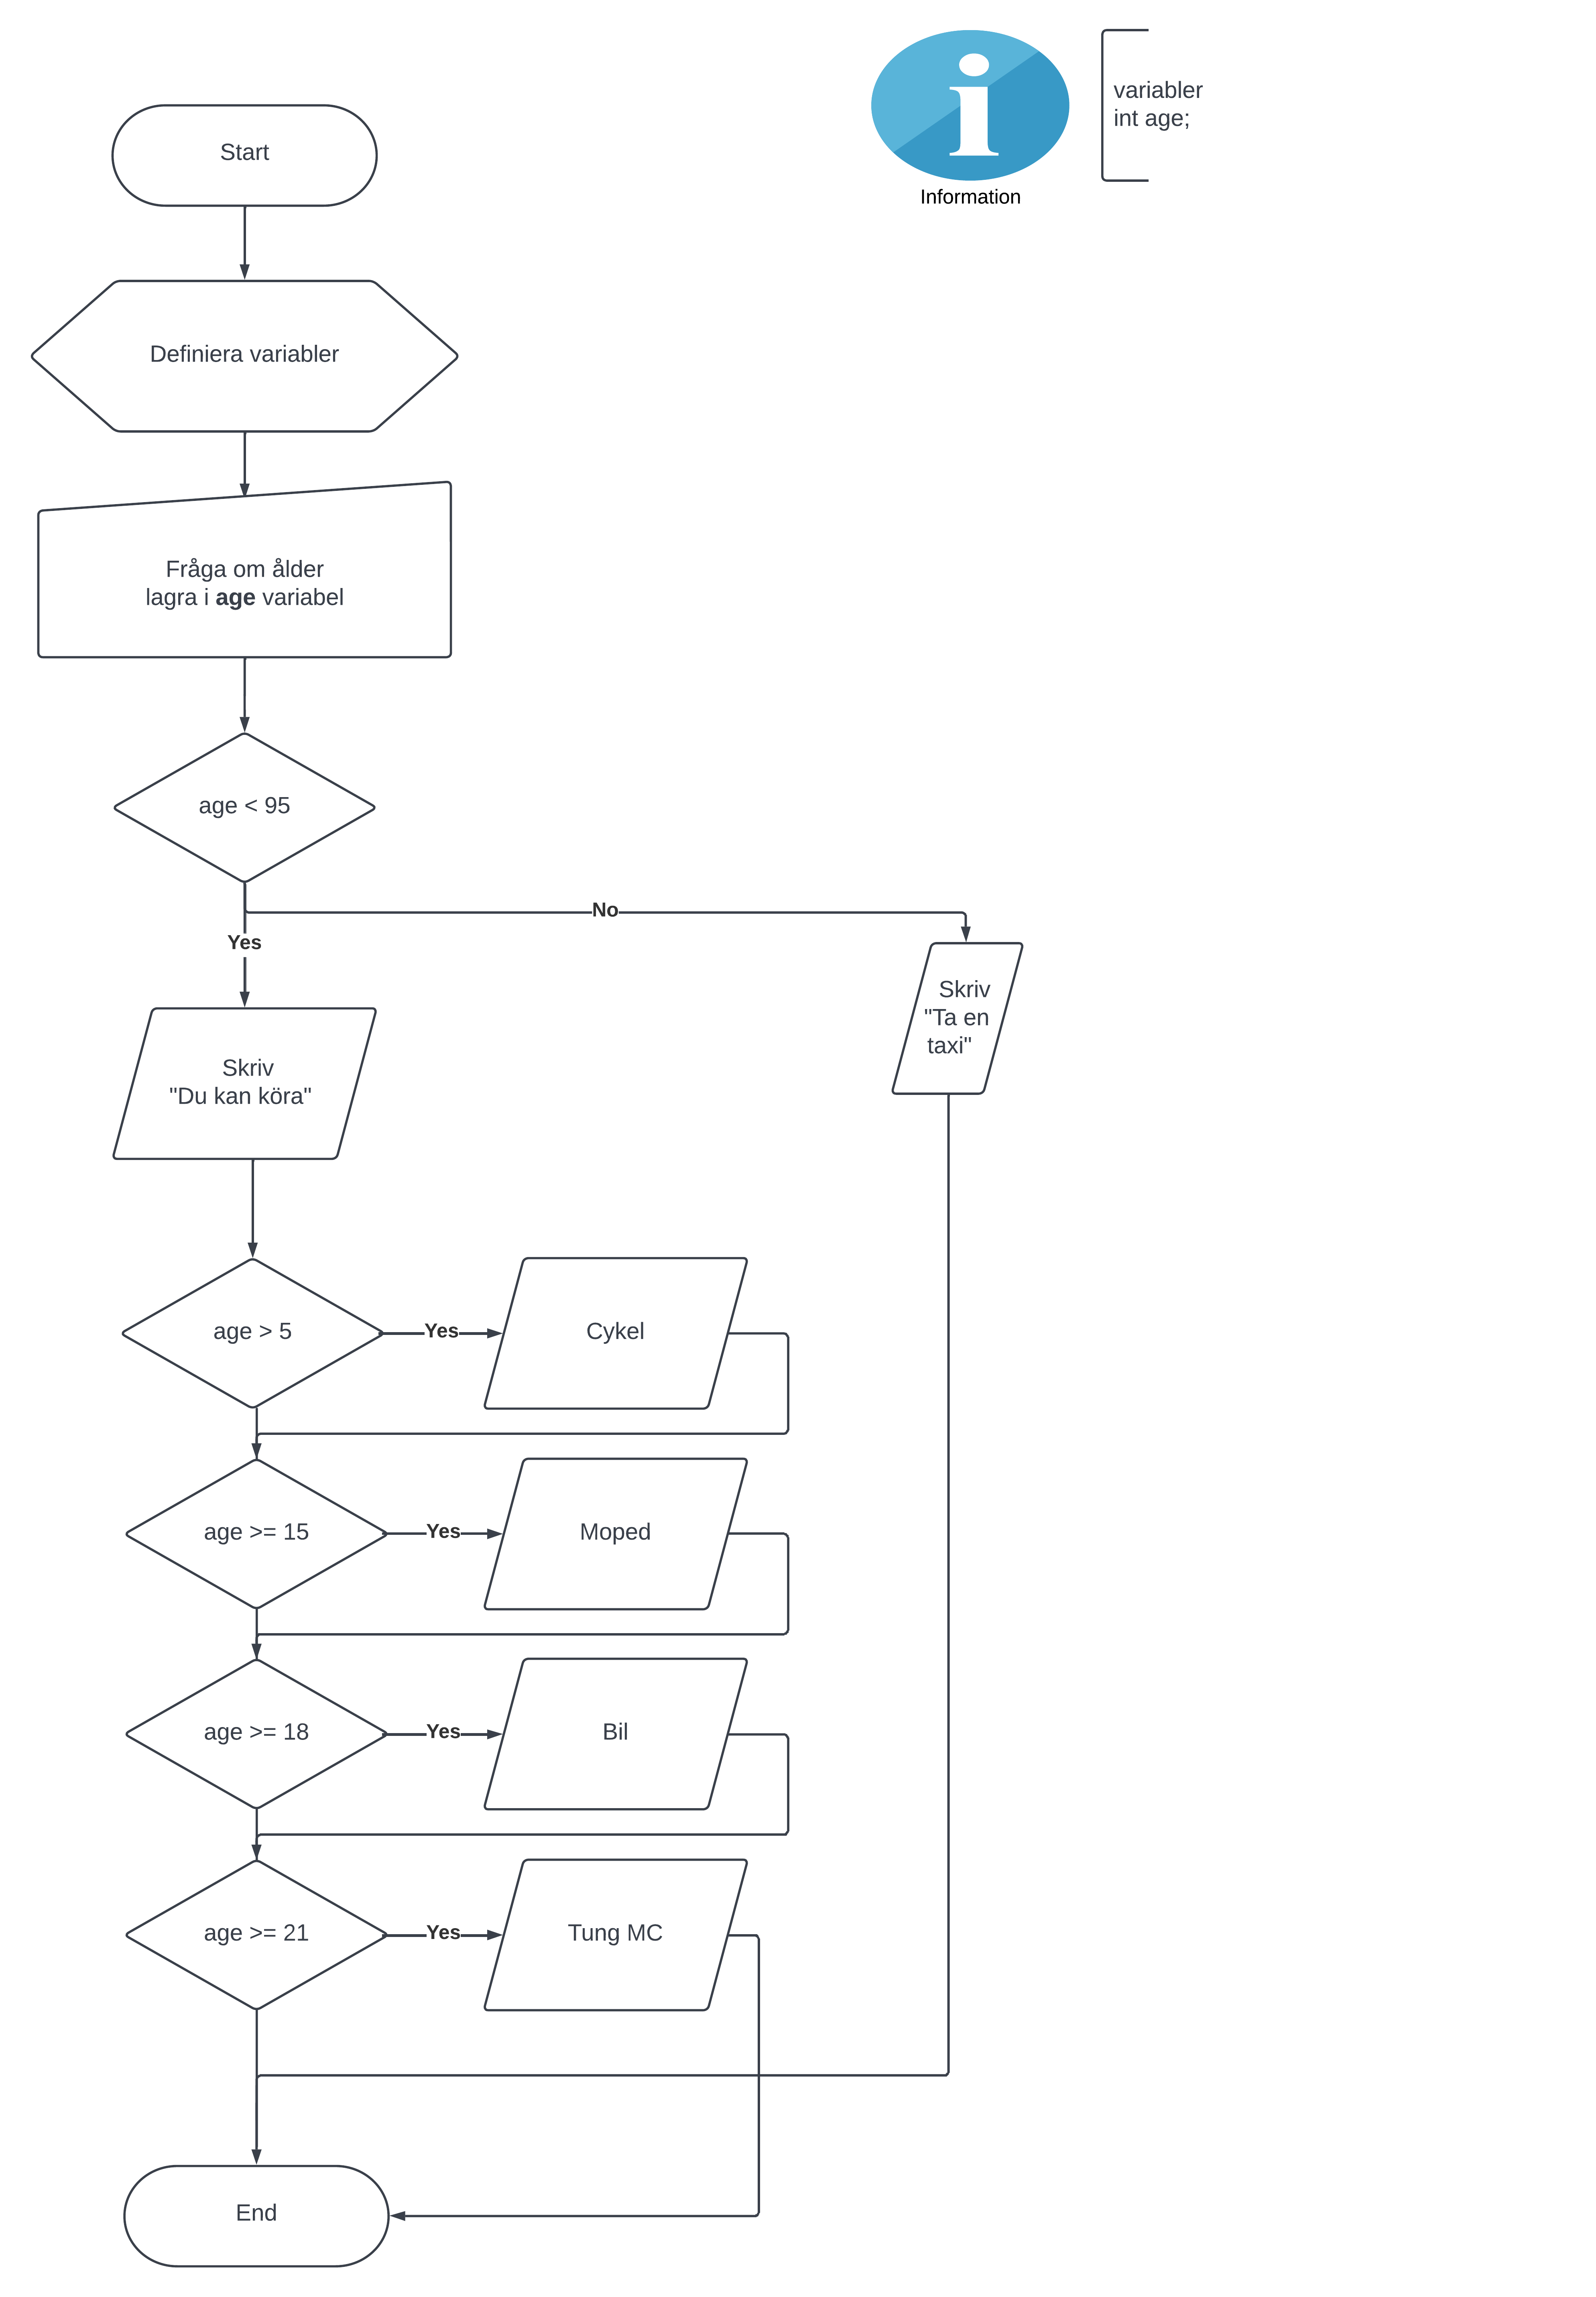 Information
variabler
int age;
Start
Definiera variabler
Fråga om ålder
lagra i age variabel
age < 95
No
Yes
Skriv
"Ta en
taxi"
Skriv
"Du kan köra"
age > 5
Yes
Cykel
age >= 15
Yes
Moped
age >= 18
Yes
Bil
age >= 21
Yes
Tung MC
End